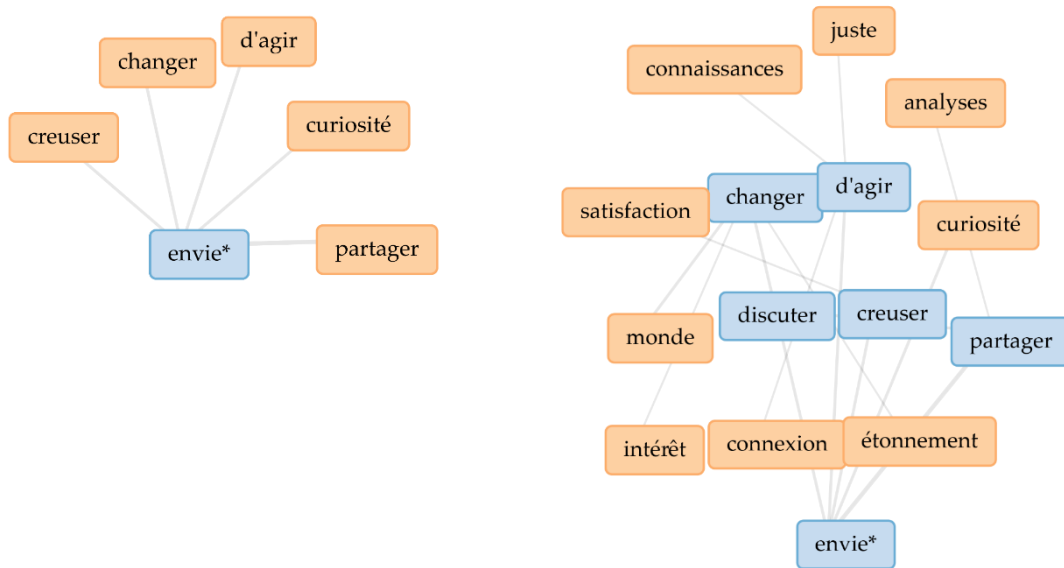 d'agir
changer
curiosité
creuser
partager
envie*
juste
connaissances
analyses
d'agir
changer
satisfaction
curiosité
creuser
discuter
monde
partager
étonnement
intérêt
connexion
envie*